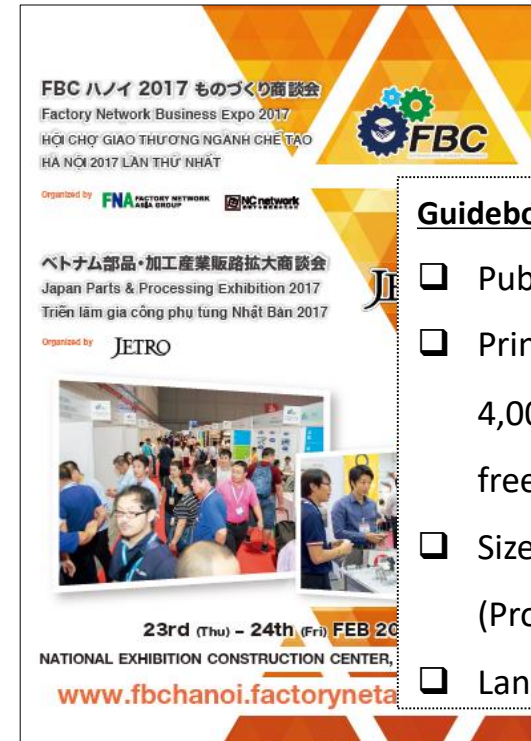 FBC ハノイ 2017 ものづくり商談会
Factory Network Business Expo 2017
HỘI CHỢ GIAO THƯƠNG NGÀNH CHẾ TẠO
HÀ NỘI 2017 LẦN THỨ NHẤT
FBC
Organized by FNA FACTORY NETWORK ASIA GROUP NC network
ベトナム部品・加工産業販路拡大商談会
Japan Parts & Processing Exhibition 2017
Triển lãm gia công phụ tùng Nhật Bản 2017
Organized by JETRO
23rd (Thu) – 24th (Fri) FEB 20
NATIONAL EXHIBITION CONSTRUCTION CENTER,
www.fbchanoi.factoryneta
Guidebo
Pub
Prin
4,00
free
Size
(Pro
Lan